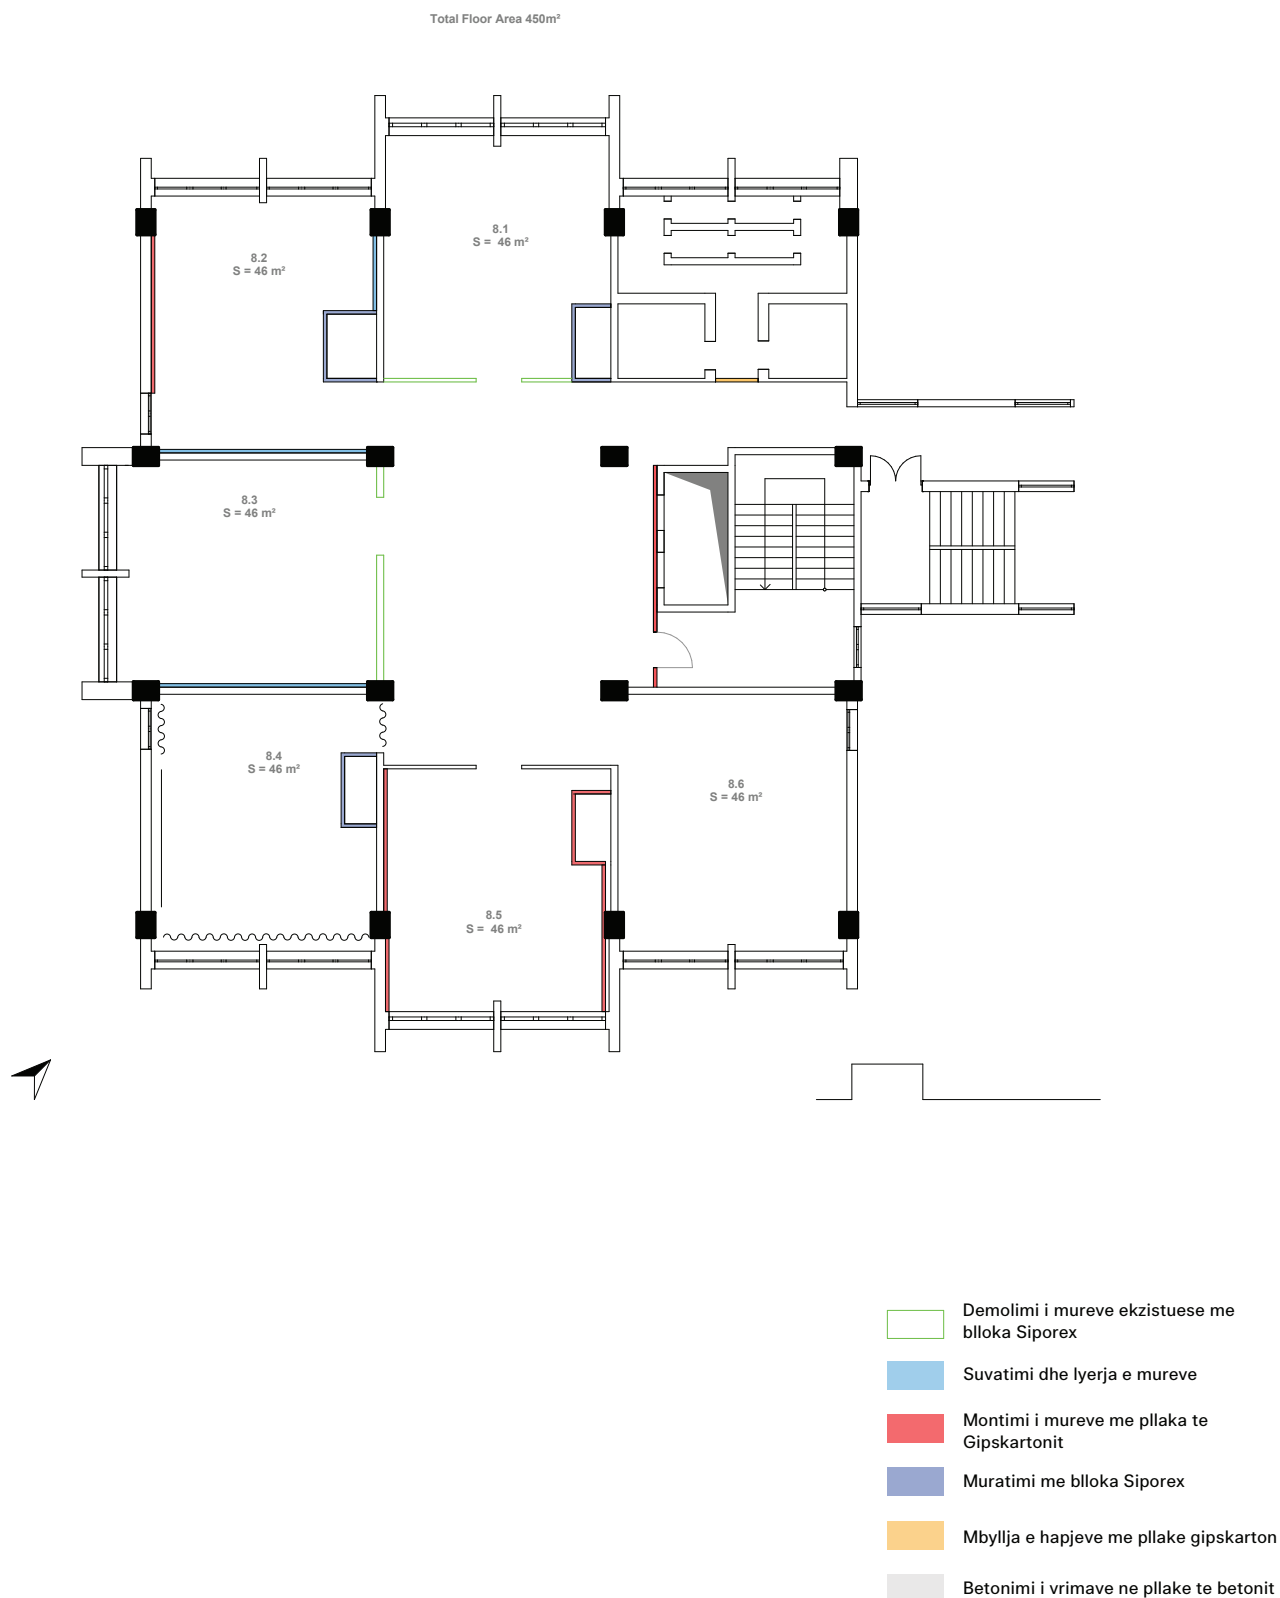 Total Floor Area 450m²
8.1
S = 46 m²
8.2
S = 46 m²
8.3
S = 46 m²
8.4
S = 46 m²
8.6
S = 46 m²
8.5
S = 46 m²
Demolimi i mureve ekzistuese me
blloka Siporex
Suvatimi dhe lyerja e mureve
Montimi i mureve me pllaka te
Gipskartonit
Muratimi me blloka Siporex
Mbyllja e hapjeve me pllake gipskarton
Betonimi i vrimave ne pllake te betonit